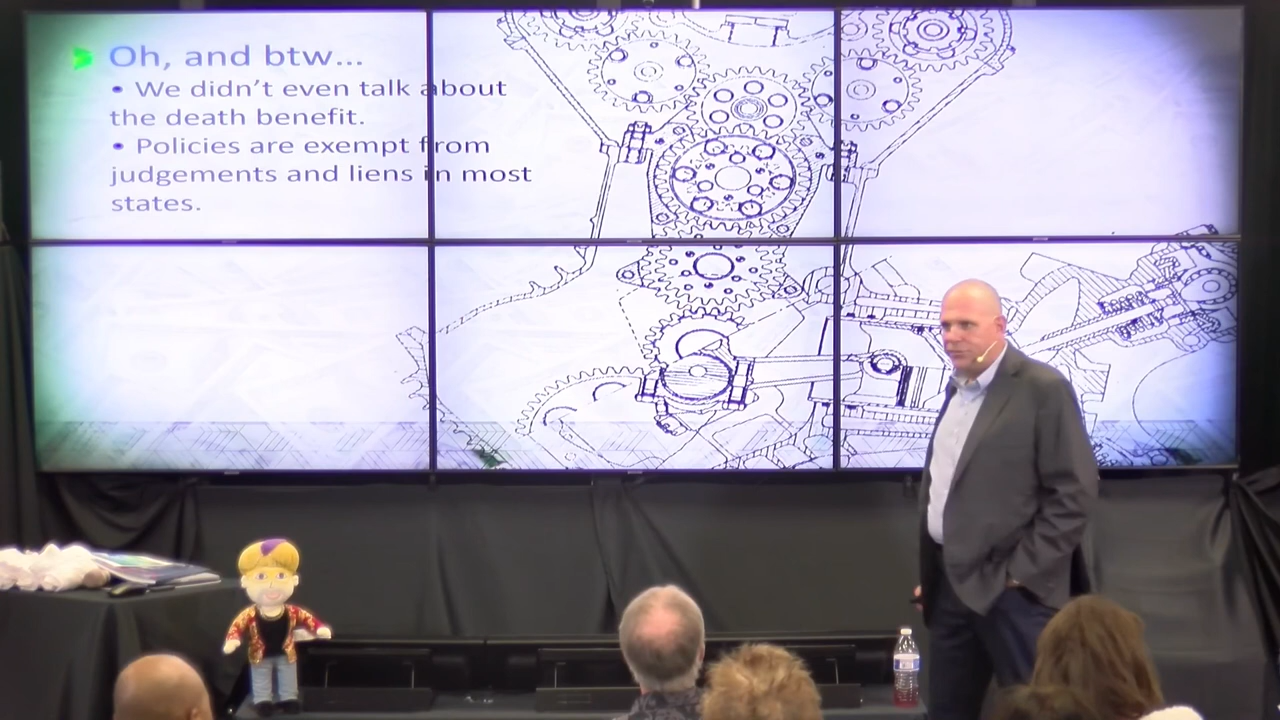 Oh, and btw...
• We didn't even talk about
the death benefit.
• Policies are exempt from
judgements and liens in most
states.